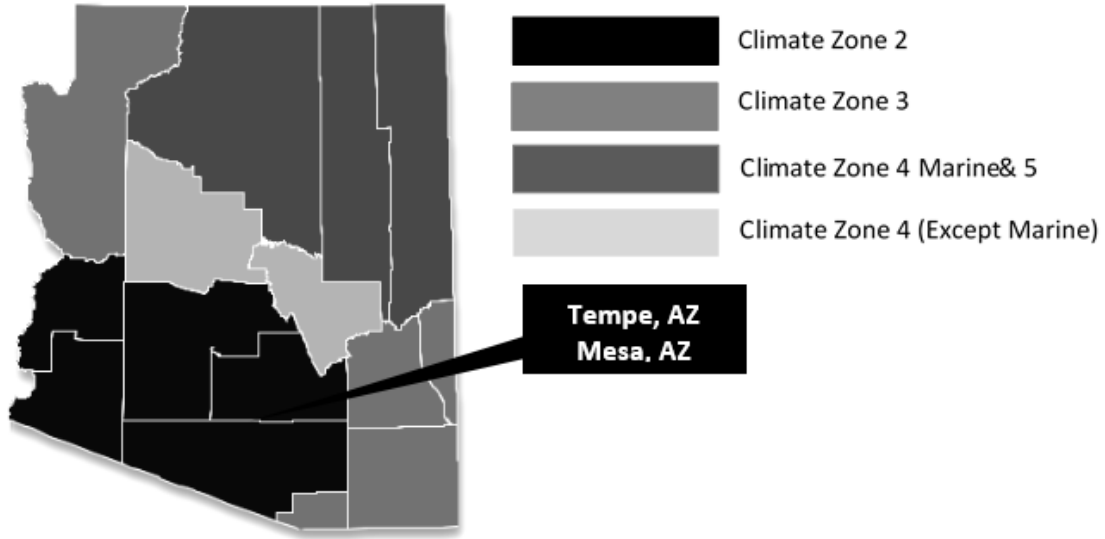 Climate Zone 2
Climate Zone 3
Climate Zone 4 Marine& 5
Climate Zone 4 (Except Marine)
Tempe, AZ
Mesa, AZ